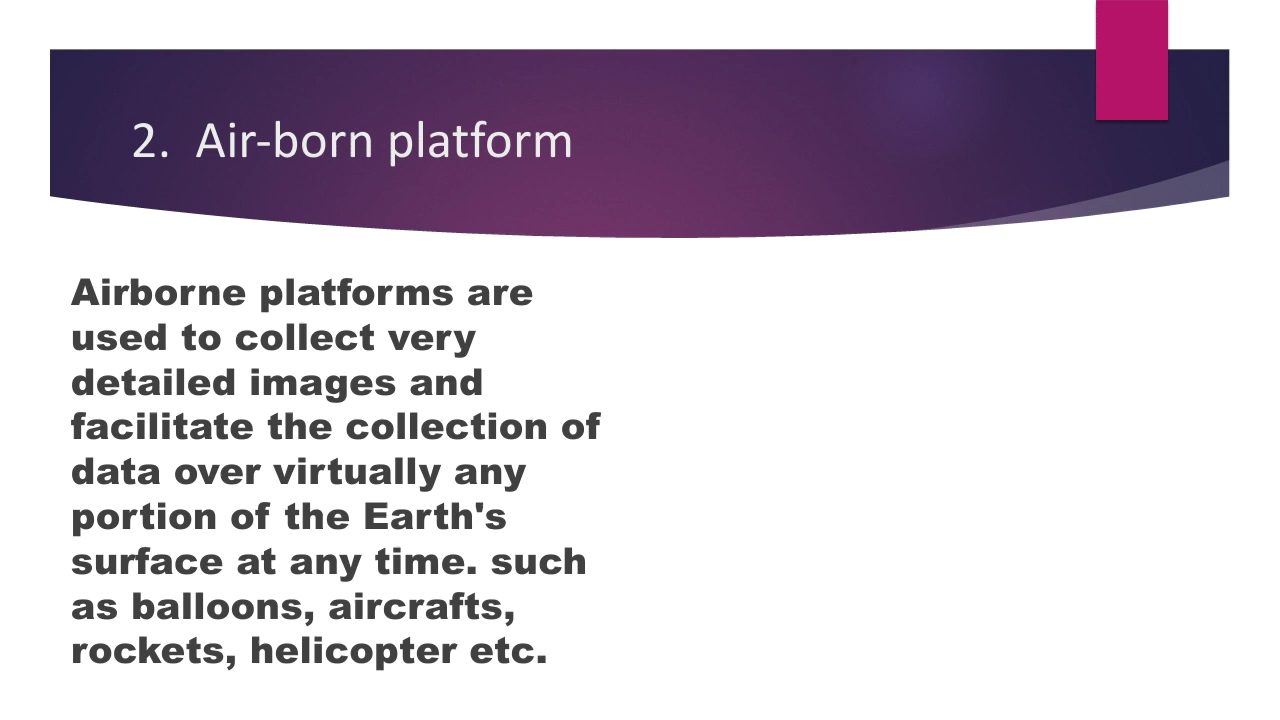 2. Air-born platform
Airborne platforms are
used to collect very
detailed images and
facilitate the collection of
data over virtually any
portion of the Earth's
surface at any time. such
as balloons, aircrafts,
rockets, helicopter etc.